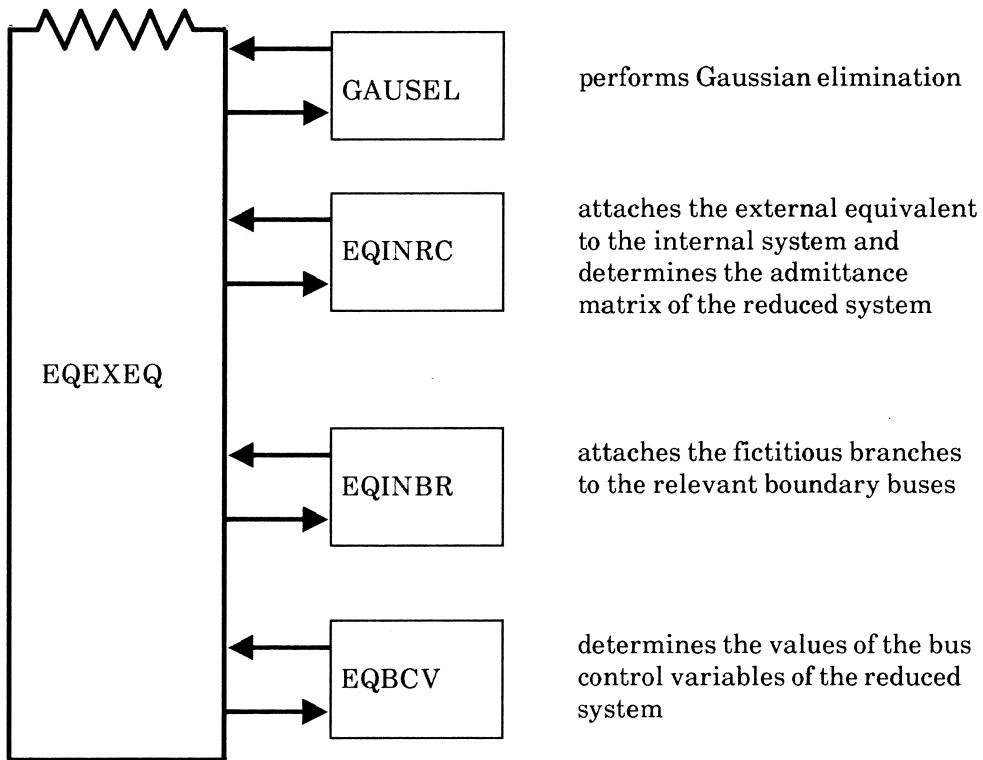 GAUSEL
performs Gaussian elimination
EQINRC
attaches the external equivalent
to the internal system and
determines the admittance
matrix of the reduced system
EQEXEQ
EQINBR
attaches the fictitious branches
to the relevant boundary buses
EQBCV
determines the values of the bus
control variables of the reduced
system